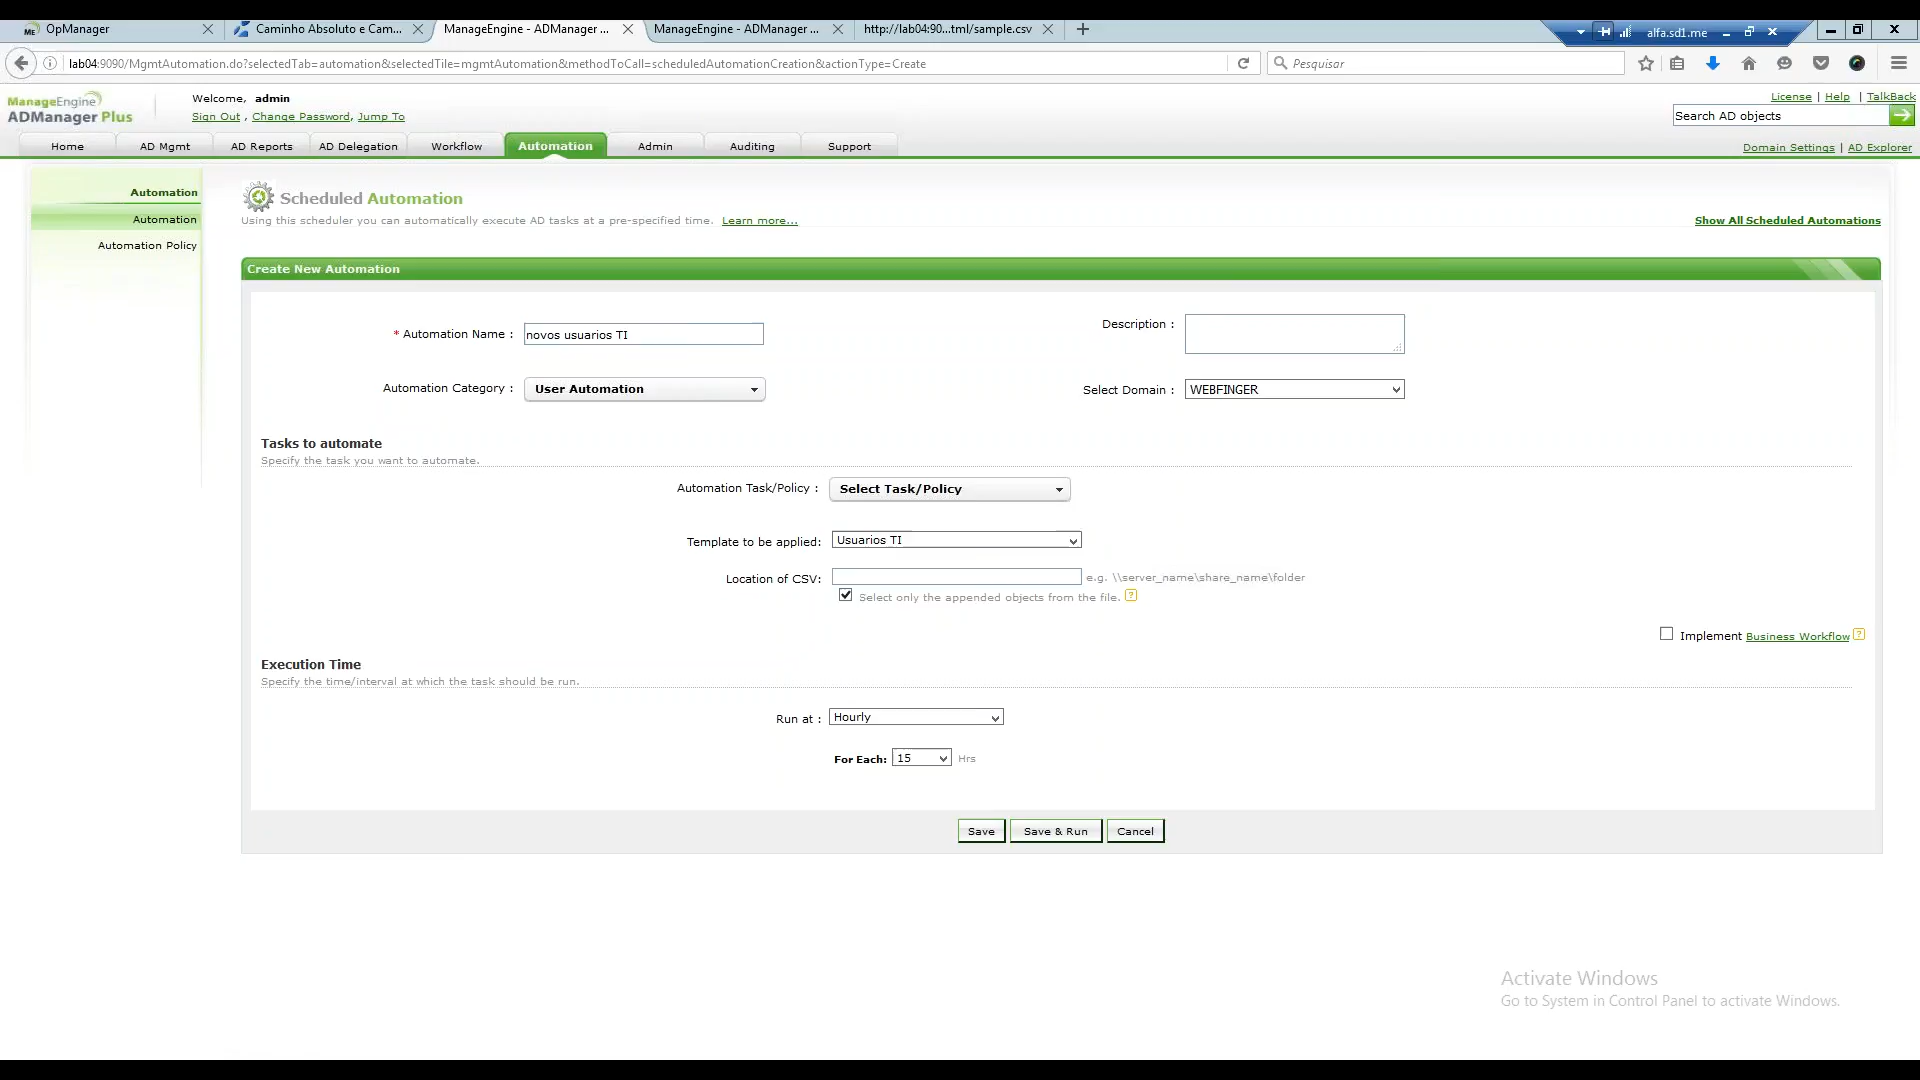 OpManager
Caminho Absoluto e Cam...
ManageEngine - ADManager ...
ManageEngine - ADManager ...
http://lab04:90...tml/sample.csv
alfa.sd1.me
lab04:9090/MgmtAutomation.do?selectedTab=automation&selectedTile=mgmtAutomation&methodToCall=scheduledAutomationCreation&actionType=Create
Pesquisar
ManageEngine
ADManager Plus
Welcome, admin
Sign Out , Change Password, Jump To
License | Help | TalkBack
Search AD objects
Home
AD Mgmt
AD Reports
AD Delegation
Workflow
Automation
Admin
Auditing
Support
Domain Settings | AD Explorer
Automation
Automation
Automation Policy
Scheduled Automation
Using this scheduler you can automatically execute AD tasks at a pre-specified time. Learn more...
Show All Scheduled Automations
Create New Automation
* Automation Name : novos usuarios TI
Description :
Automation Category : User Automation
Select Domain : WEBFINGER
Tasks to automate
Specify the task you want to automate.
Automation Task/Policy : Select Task/Policy
Template to be applied: Usuarios TI
Location of CSV: e.g. \\server_name\share_name\folder
Select only the appended objects from the file. ?
Implement Business Workflow ?
Execution Time
Specify the time/interval at which the task should be run.
Run at : Hourly
For Each: 15 Hrs
Save
Save & Run
Cancel
Activate Windows
Go to System in Control Panel to activate Windows.